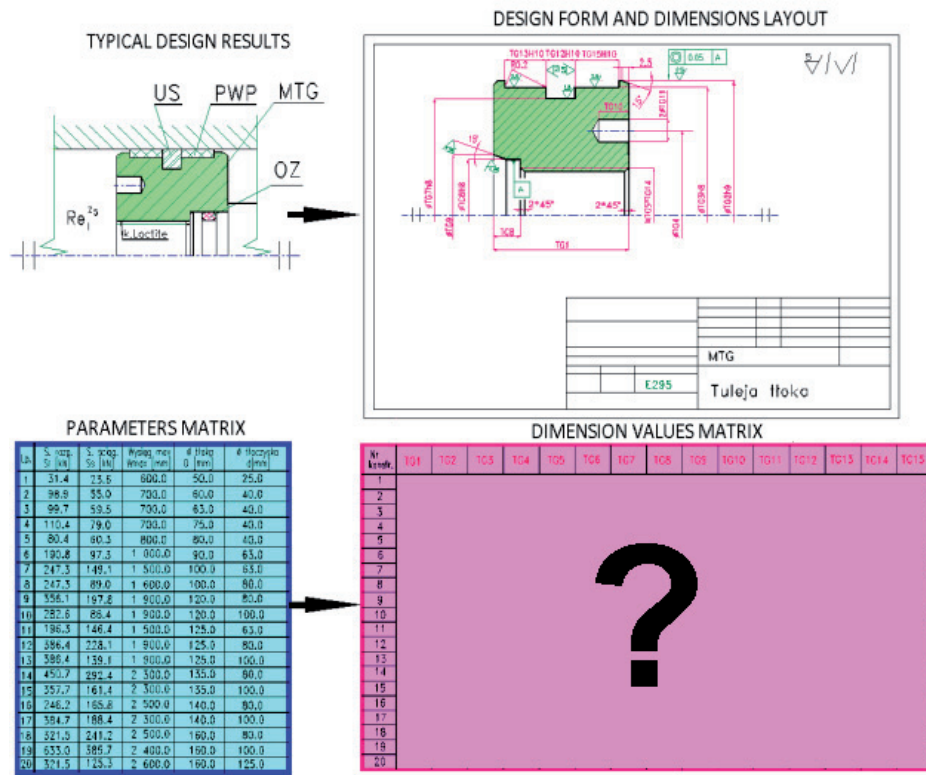 DESIGN FORM AND DIMENSIONS LAYOUT
TYPICAL DESIGN RESULTS
US PWP MTG
OZ
tk.Loctite
TG13H10 TG12H10 TG15H10
R0.2
2.5
0.05 A
TG10
15°
A
2*45° 2*45°
TG1
MTG
E295
Tuleja tłoka
PARAMETERS MATRIX
DIMENSION VALUES MATRIX
Nr konstr. TG1 TG2 TG3 TG4 TG5 TG6 TG7 TG8 TG9 TG10 TG11 TG12 TG13 TG14 TG15
1 31.4 23.6 600.0 50.0 25.0
2 98.9 55.0 700.0 60.0 40.0
3 99.7 59.5 700.0 63.0 40.0
4 110.4 79.0 700.0 75.0 40.0
5 80.4 60.3 800.0 80.0 40.0
6 190.8 97.3 1 800.0 90.0 63.0
7 247.3 149.1 1 500.0 100.0 63.0
8 247.3 89.0 1 600.0 100.0 80.0
9 356.1 197.8 1 900.0 120.0 80.0
10 282.6 86.4 1 900.0 120.0 100.0
11 196.3 146.4 1 500.0 125.0 63.0
12 386.4 228.1 1 900.0 125.0 80.0
13 386.4 139.1 1 900.0 125.0 100.0
14 450.7 292.4 2 300.0 135.0 80.0
15 357.7 161.4 2 300.0 135.0 100.0
16 246.2 165.8 2 500.0 140.0 80.0
17 384.7 188.4 2 300.0 140.0 100.0
18 321.5 241.2 2 500.0 160.0 80.0
19 633.0 385.7 2 400.0 160.0 100.0
20 321.5 125.3 2 600.0 160.0 125.0
1
2
3
4
5
6
7
8
9
10
11
12
13
14
15
16
17
18
19
20
?